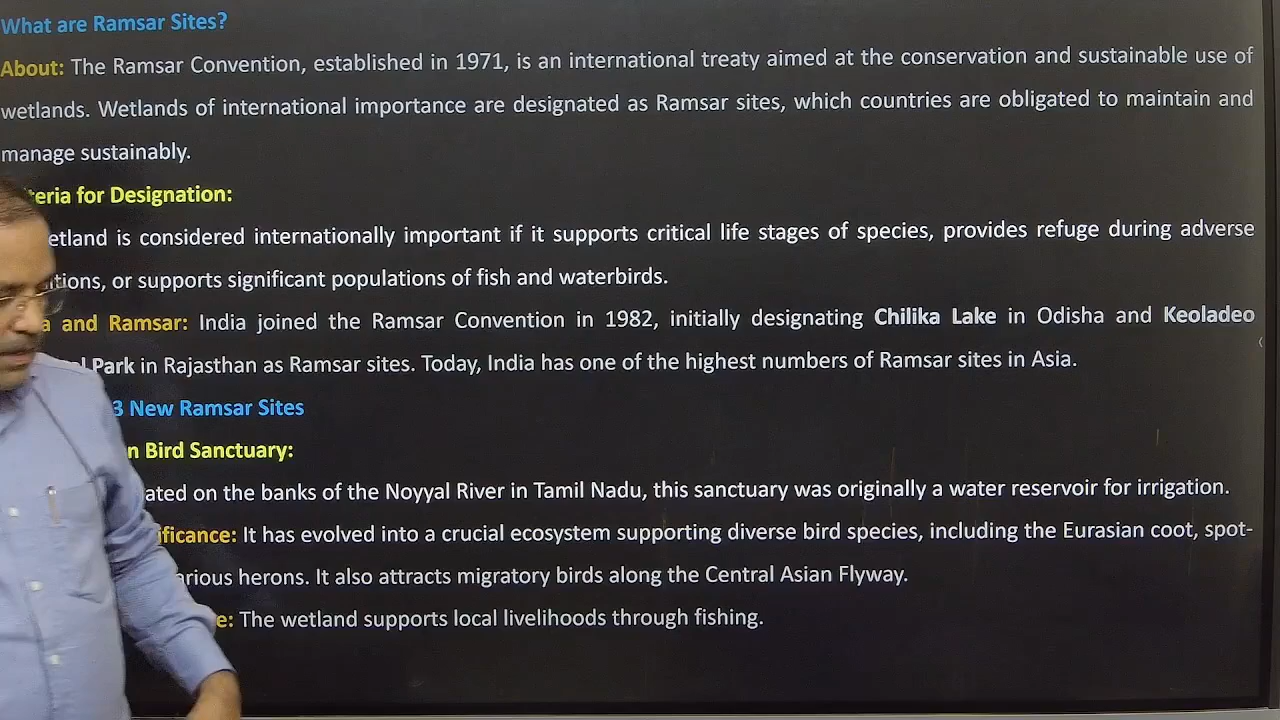 What are Ramsar Sites?
About: The Ramsar Convention, established in 1971, is an international treaty aimed at the conservation and sustainable use of
wetlands. Wetlands of international importance are designated as Ramsar sites, which countries are obligated to maintain and
manage sustainably.
for Designation:
is considered internationally important if it supports critical life stages of species, provides refuge during adverse
or supports significant populations of fish and waterbirds.
and Ramsar: India joined the Ramsar Convention in 1982, initially designating Chilika Lake in Odisha and Keoladeo
Park in Rajasthan as Ramsar sites. Today, India has one of the highest numbers of Ramsar sites in Asia.
3 New Ramsar Sites
Bird Sanctuary:
on the banks of the Noyyal River in Tamil Nadu, this sanctuary was originally a water reservoir for irrigation.
It has evolved into a crucial ecosystem supporting diverse bird species, including the Eurasian coot, spot-
herons. It also attracts migratory birds along the Central Asian Flyway.
The wetland supports local livelihoods through fishing.